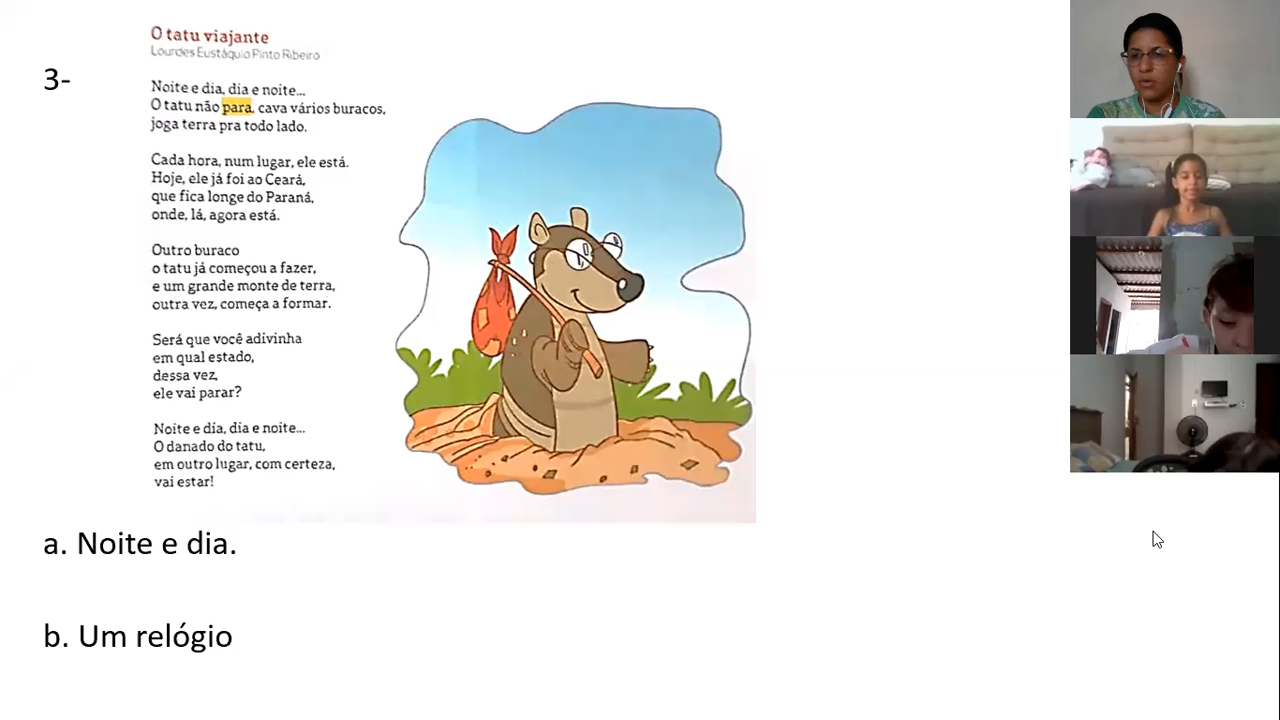 O tatu viajante
Lourdes Eustáquio Pinto Ribeiro
3-
Noite e dia, dia e noite...
O tatu não para, cava vários buracos,
joga terra pra todo lado.
Cada hora, num lugar, ele está.
Hoje, ele já foi ao Ceará,
que fica longe do Paraná,
onde, lá, agora está.
Outro buraco
o tatu já começou a fazer,
e um grande monte de terra,
outra vez, começa a formar.
Será que você adivinha
em qual estado,
dessa vez,
ele vai parar?
Noite e dia, dia e noite...
O danado do tatu,
em outro lugar, com certeza,
vai estar!
a. Noite e dia.
b. Um relógio